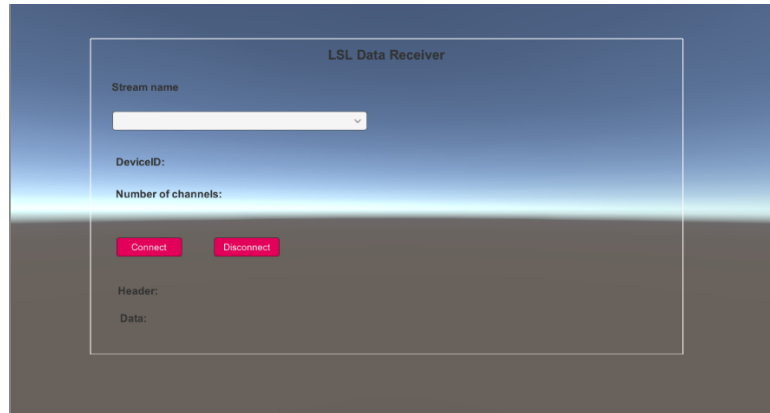 LSL Data Receiver
Stream name
DeviceID:
Number of channels:
Connect Disconnect
Header:
Data: